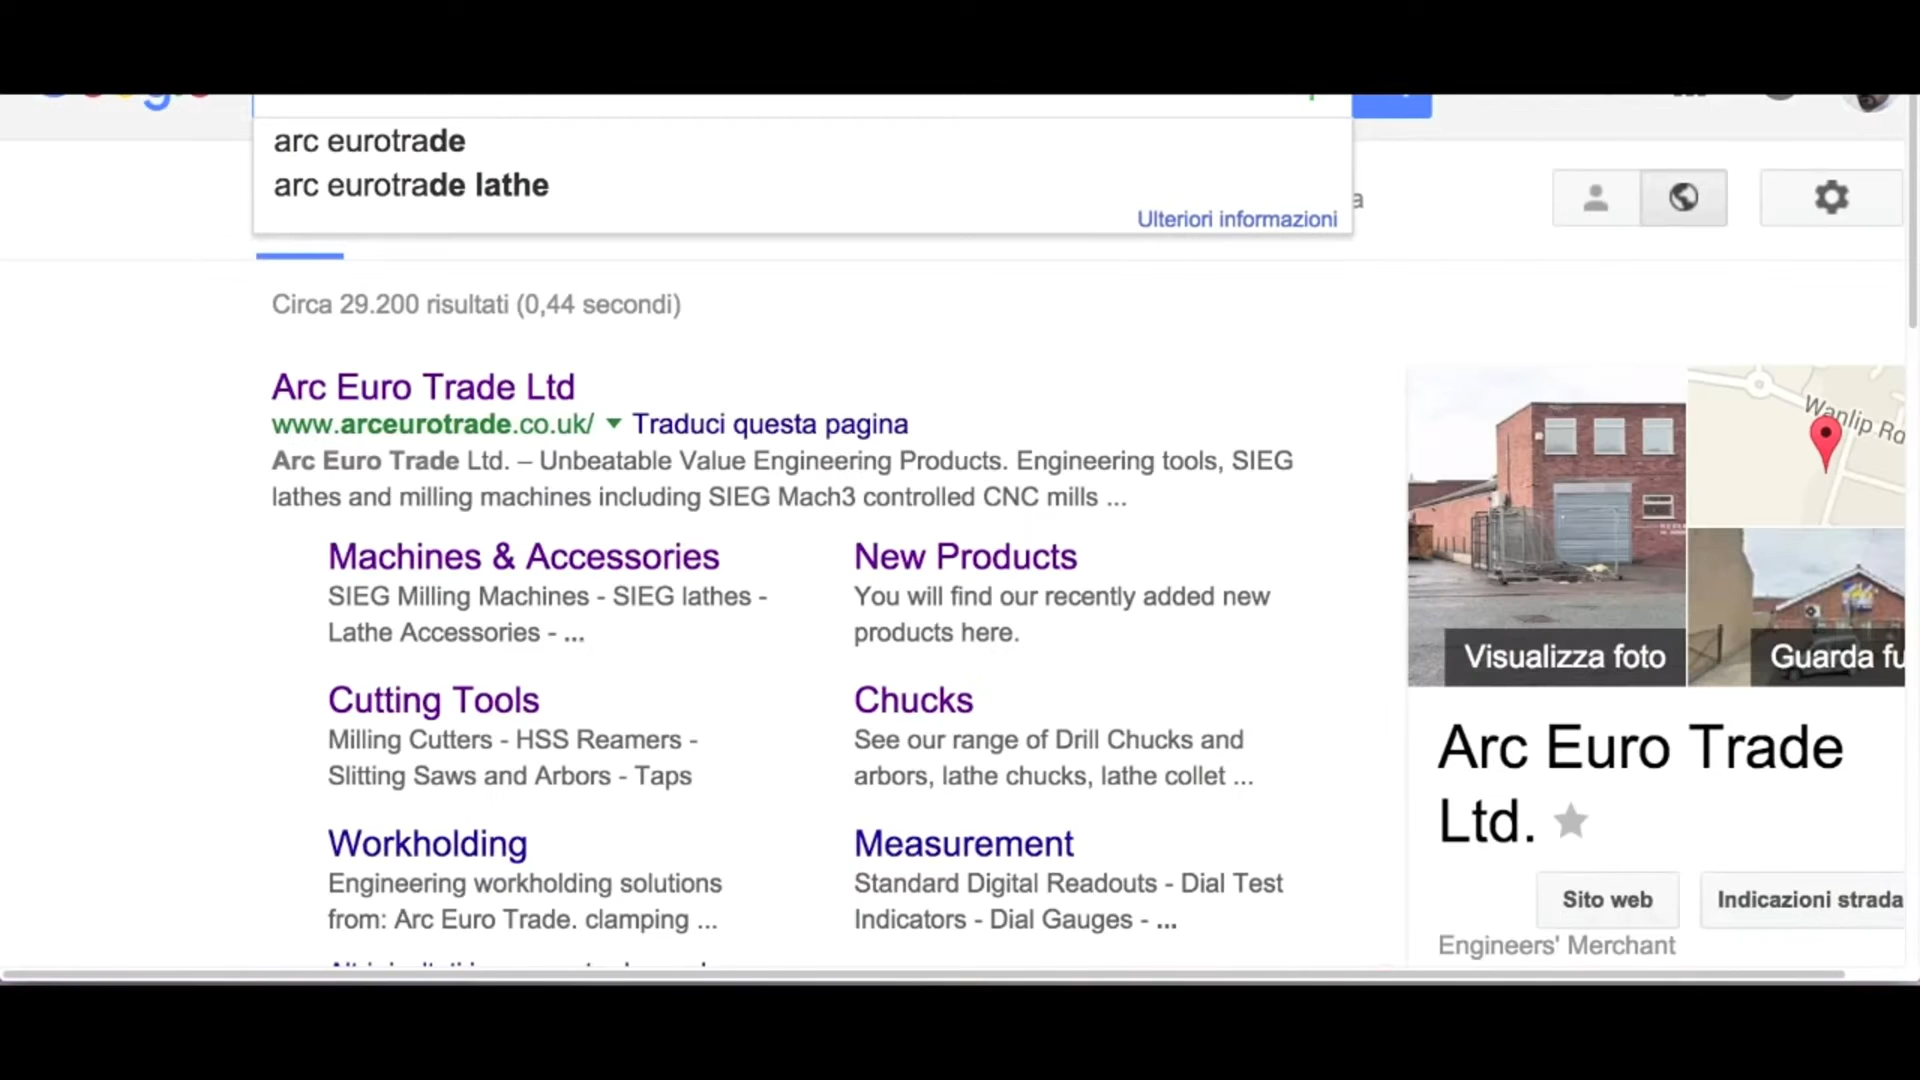 Google
arc eurotrade
arc eurotrade lathe
Ulteriori informazioni
a
Circa 29.200 risultati (0,44 secondi)
Arc Euro Trade Ltd
www.arceurotrade.co.uk/ ▼ Traduci questa pagina
Arc Euro Trade Ltd. – Unbeatable Value Engineering Products. Engineering tools, SIEG
lathes and milling machines including SIEG Mach3 controlled CNC mills ...
Machines & Accessories
SIEG Milling Machines - SIEG lathes -
Lathe Accessories - ...
New Products
You will find our recently added new
products here.
Cutting Tools
Milling Cutters - HSS Reamers -
Slitting Saws and Arbors - Taps
Chucks
See our range of Drill Chucks and
arbors, lathe chucks, lathe collet ...
Workholding
Engineering workholding solutions
from: Arc Euro Trade. clamping ...
Measurement
Standard Digital Readouts - Dial Test
Indicators - Dial Gauges - ...
Wanlip Ro
Visualizza foto
Guarda fu
Arc Euro Trade
Ltd.
Sito web
Indicazioni strada
Engineers' Merchant